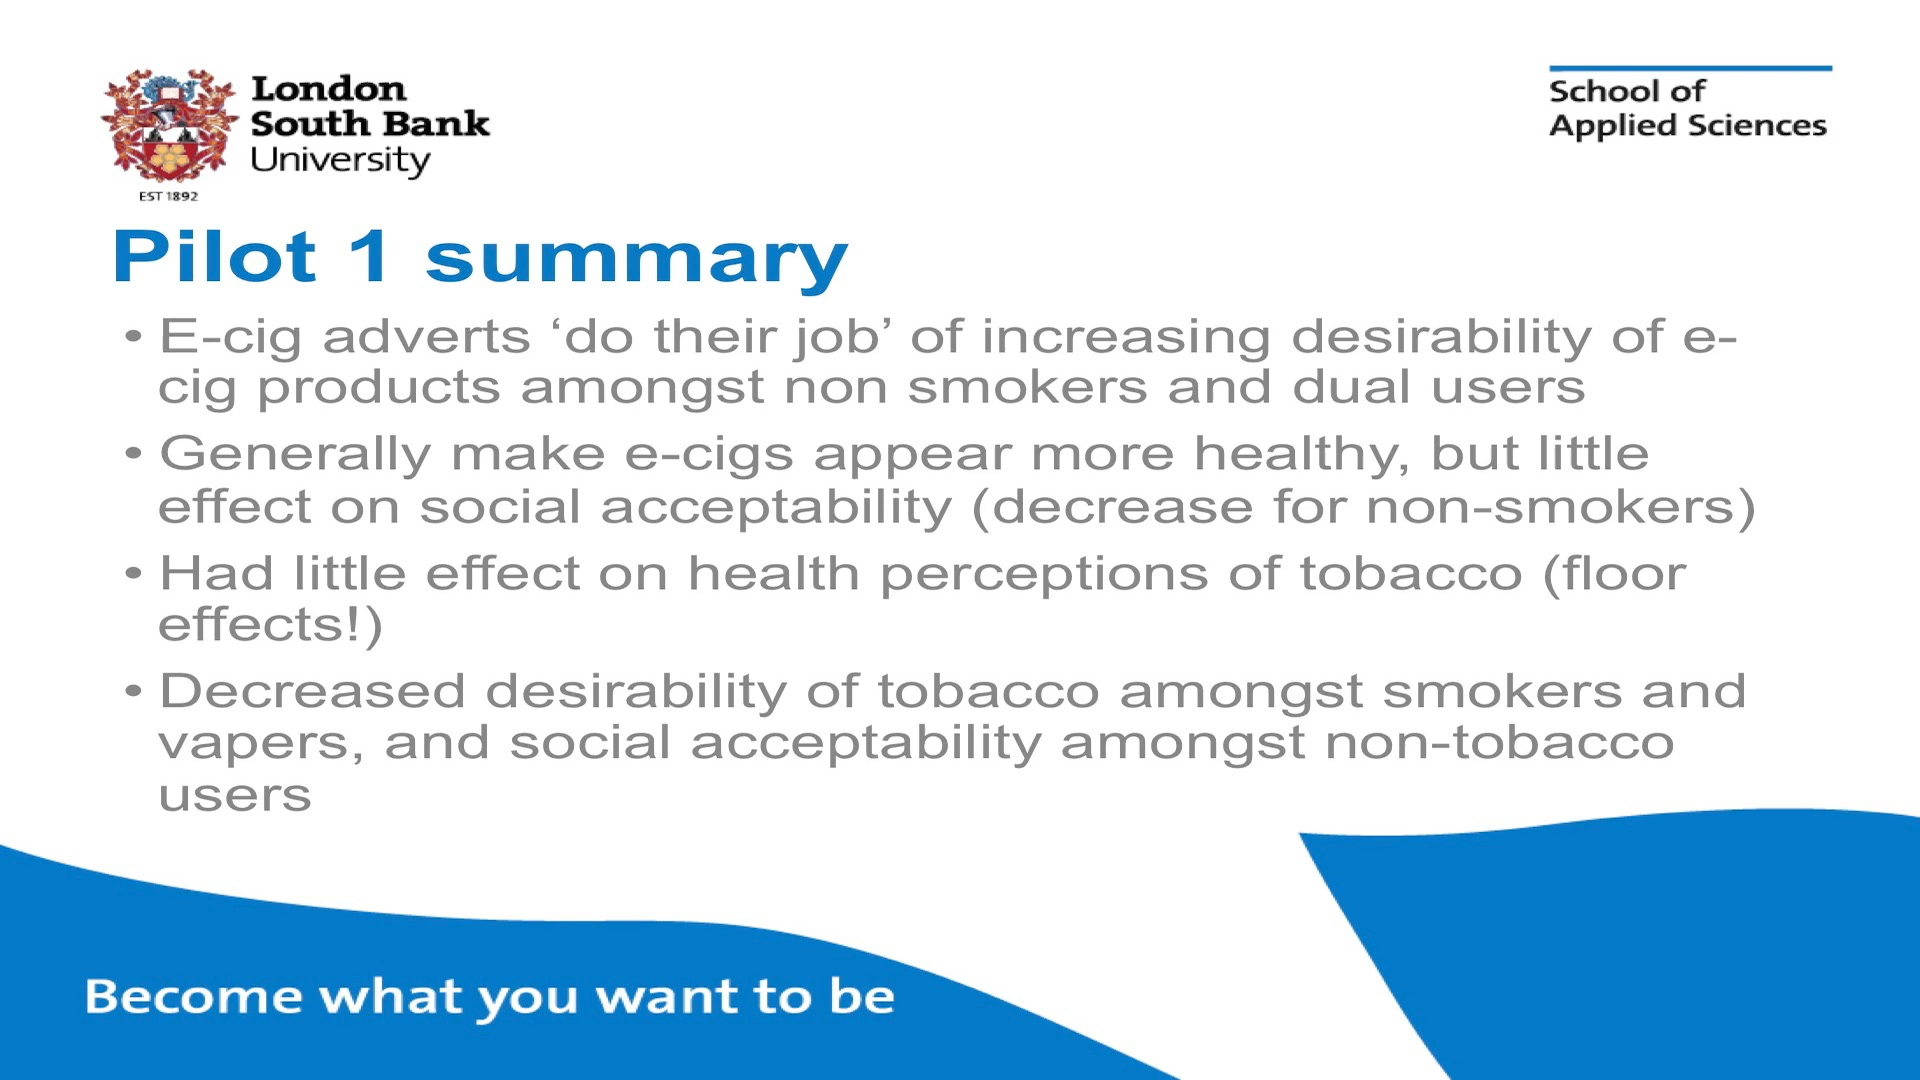 London
South Bank
University
EST 1892
School of
Applied Sciences
Pilot 1 summary
• E-cig adverts ‘do their job’ of increasing desirability of e-
cig products amongst non smokers and dual users
• Generally make e-cigs appear more healthy, but little
effect on social acceptability (decrease for non-smokers)
• Had little effect on health perceptions of tobacco (floor
effects!)
• Decreased desirability of tobacco amongst smokers and
vapers, and social acceptability amongst non-tobacco
users
Become what you want to be